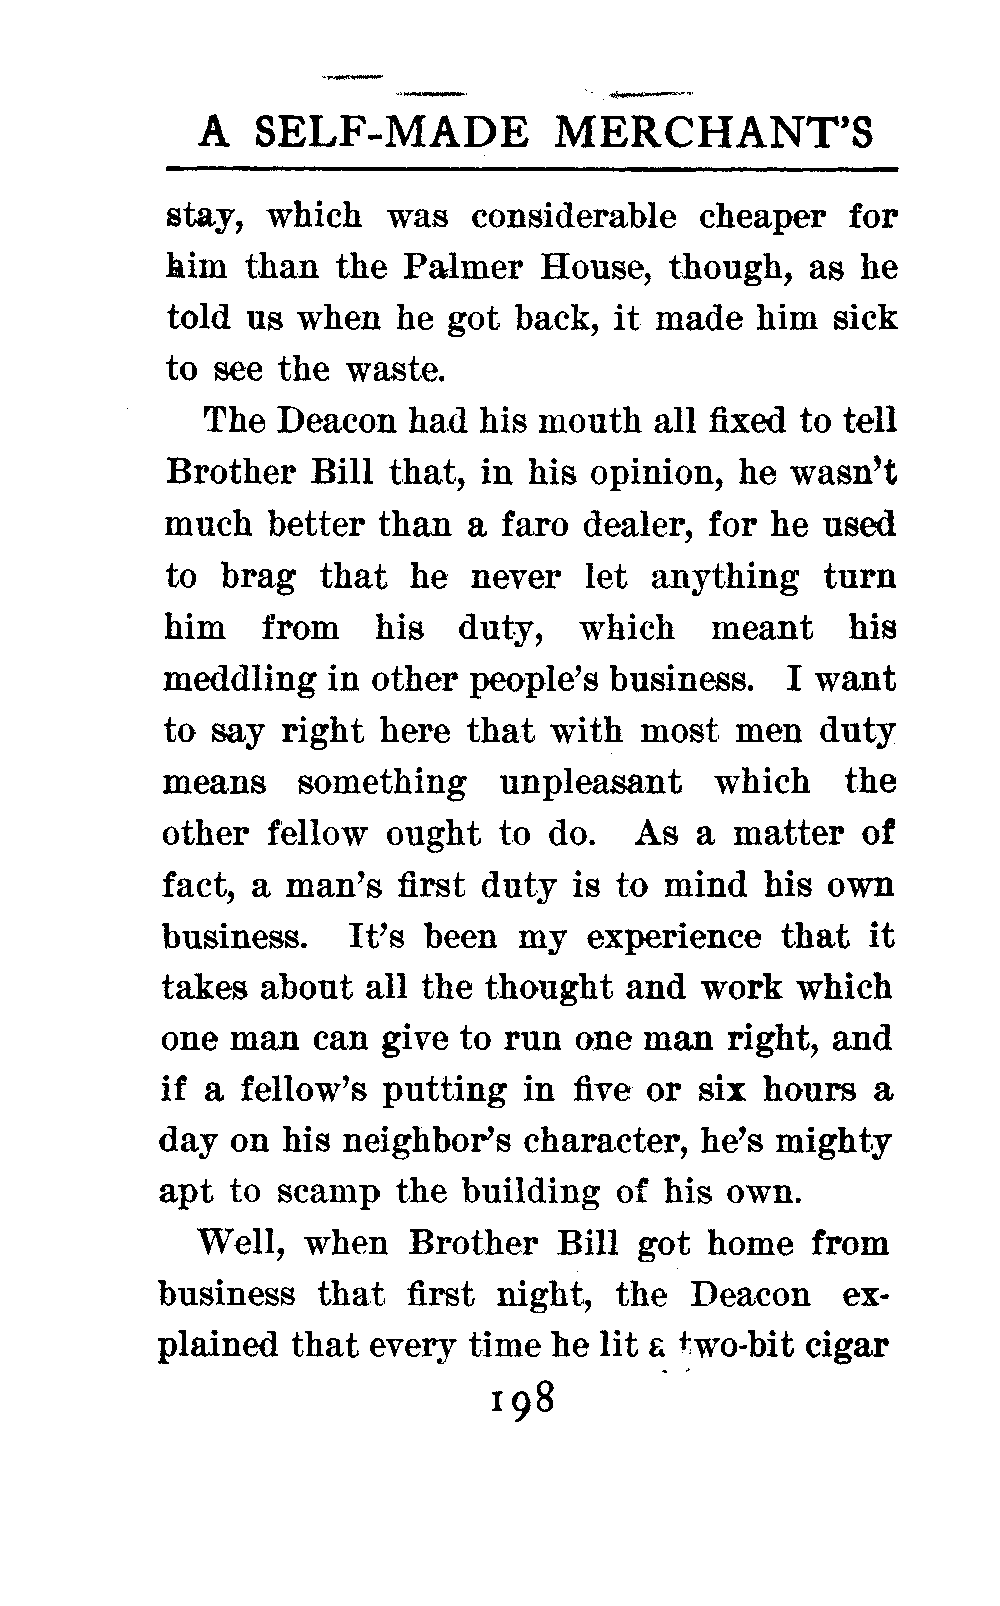 A SELF-MADE MERCHANT'S
stay, which was considerable cheaper for
him than the Palmer House, though, as he
told us when he got back, it made him sick
to see the waste.
The Deacon had his mouth all fixed to tell
Brother Bill that, in his opinion, he wasn't
much better than a faro dealer, for he used
to brag that he never let anything turn
him from his duty, which meant his
meddling in other people's business. I want
to say right here that with most men duty
means something unpleasant which the
other fellow ought to do. As a matter of
fact, a man's first duty is to mind his own
business. It's been my experience that it
takes about all the thought and work which
one man can give to run one man right, and
if a fellow's putting in five or six hours a
day on his neighbor's character, he's mighty
apt to scamp the building of his own.
Well, when Brother Bill got home from
business that first night, the Deacon ex-
plained that every time he lit a two-bit cigar
198